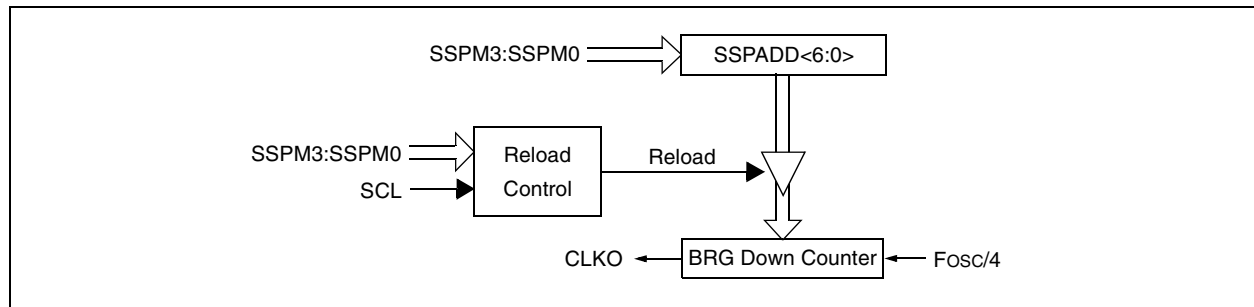 SSPM3:SSPM0
SSPADD<6:0>
SSPM3:SSPM0
SCL
Reload
Control
Reload
CLKO
BRG Down Counter
FOSC/4